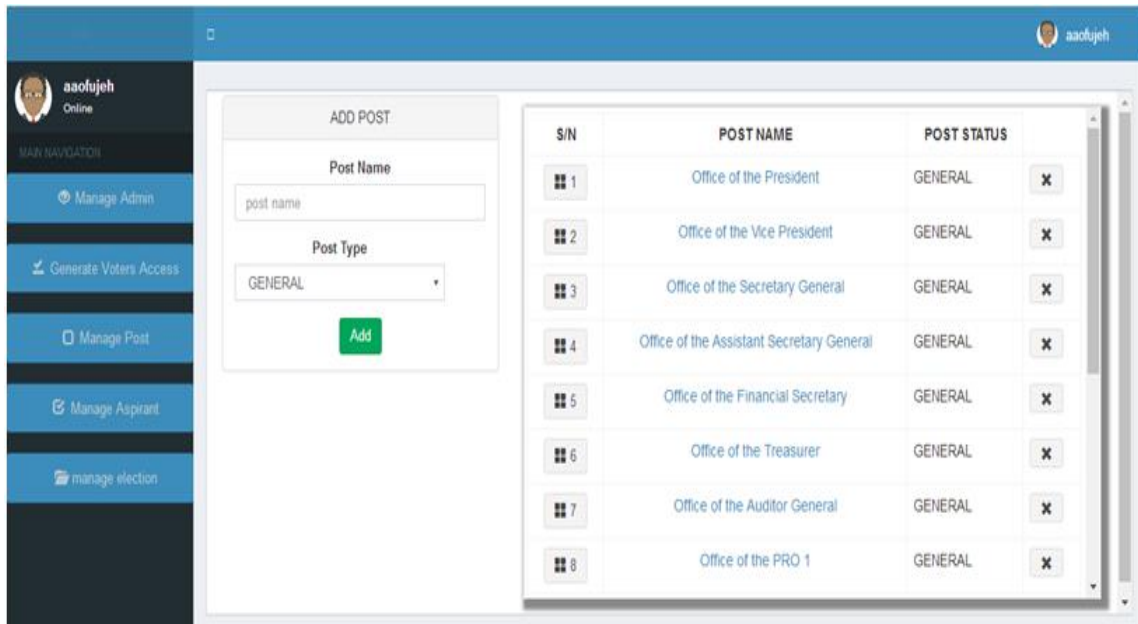 aaofujeh
aaofujeh
Online
MAIN NAVIGATION
Manage Admin
Generate Voters Access
Manage Post
Manage Aspirant
manage election
ADD POST
Post Name
post name
Post Type
GENERAL
Add
S/N POST NAME POST STATUS
1 Office of the President GENERAL
2 Office of the Vice President GENERAL
3 Office of the Secretary General GENERAL
4 Office of the Assistant Secretary General GENERAL
5 Office of the Financial Secretary GENERAL
6 Office of the Treasurer GENERAL
7 Office of the Auditor General GENERAL
8 Office of the PRO 1 GENERAL